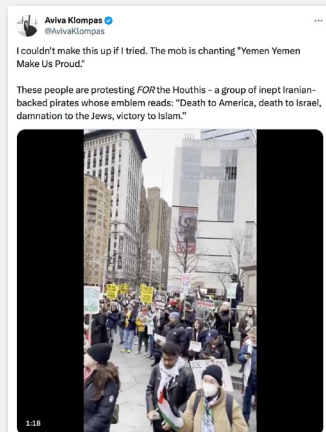 Aviva Klompas
@AvivaKlompas
I couldn't make this up if I tried. The mob is chanting "Yemen Yemen
Make Us Proud."
These people are protesting FOR the Houthis - a group of inept Iranian-
backed pirates whose emblem reads: “Death to America, death to Israel,
damnation to the Jews, victory to Islam.”
1:18